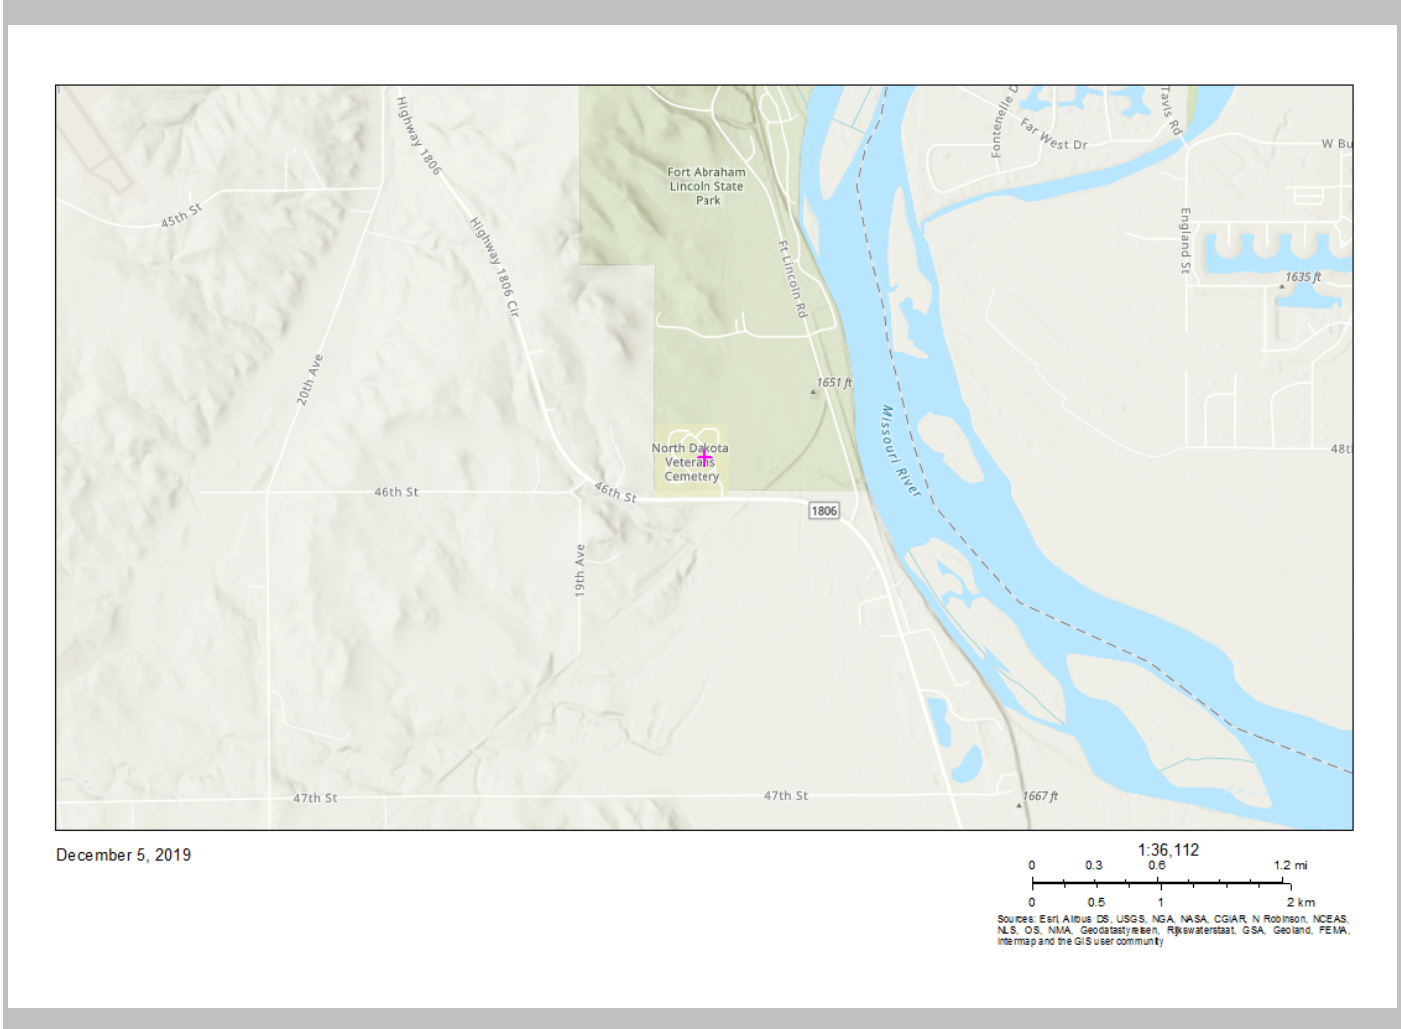 Highway 1806
Fontenelle D
Far West Dr
Tavis Rd
W Bu
Fort Abraham
Lincoln State
Park
45th St
Highway 1806 Cir
Ft Lincoln Rd
England St
1635 ft
20th Ave
1651 ft
Missouri River
North Dakota
Veterans
Cemetery
48t
46th St
46th St
1806
19th Ave
47th St
47th St
1667 ft
December 5, 2019
1:36,112
0 0.3 0.6 1.2 mi
0 0.5 1 2 km
Sources: Esri, Airbus DS, USGS, NGA, NASA, CGIAR, N Robinson, NCEAS,
NLS, OS, NMA, Geodatastyrelsen, Rijkswaterstaat, GSA, Geoland, FEMA,
Intermap and the GIS user community